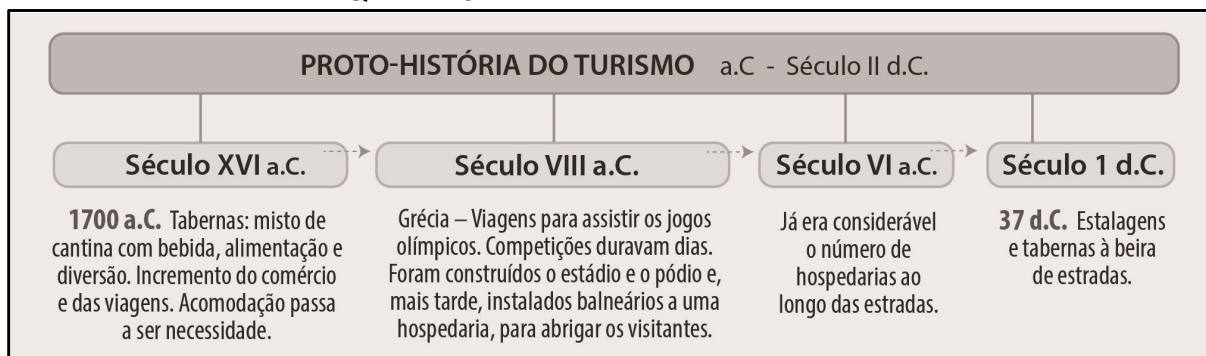 PROTO-HISTÓRIA DO TURISMO a.C - Século II d.C.
Século XVI a.C.
1700 a.C. Tabernas: misto de
cantina com bebida, alimentação e
diversão. Incremento do comércio
e das viagens. Acomodação passa
a ser necessidade.
Século VIII a.C.
Grécia – Viagens para assistir os jogos
olímpicos. Competições duravam dias.
Foram construídos o estádio e o pódio e,
mais tarde, instalados balneários a uma
hospedaria, para abrigar os visitantes.
Século VI a.C.
Já era considerável
o número de
hospedarias ao
longo das estradas.
Século 1 d.C.
37 d.C. Estalagens
e tabernas à beira
de estradas.